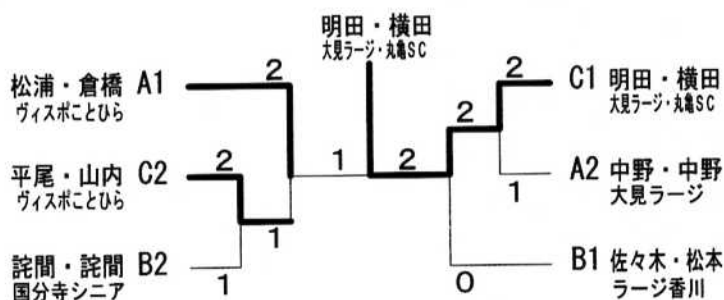 明田・横田
大見ラージ・丸亀SC
松浦・倉橋 A1
ヴィスポことひら
2
平尾・山内 C2
ヴィスポことひら
2
1
詫間・詫間 B2
国分寺シニア
1
1
2
2
C1 明田・横田
大見ラージ・丸亀SC
2
A2 中野・中野
大見ラージ
1
B1 佐々木・松本
ラージ香川
0